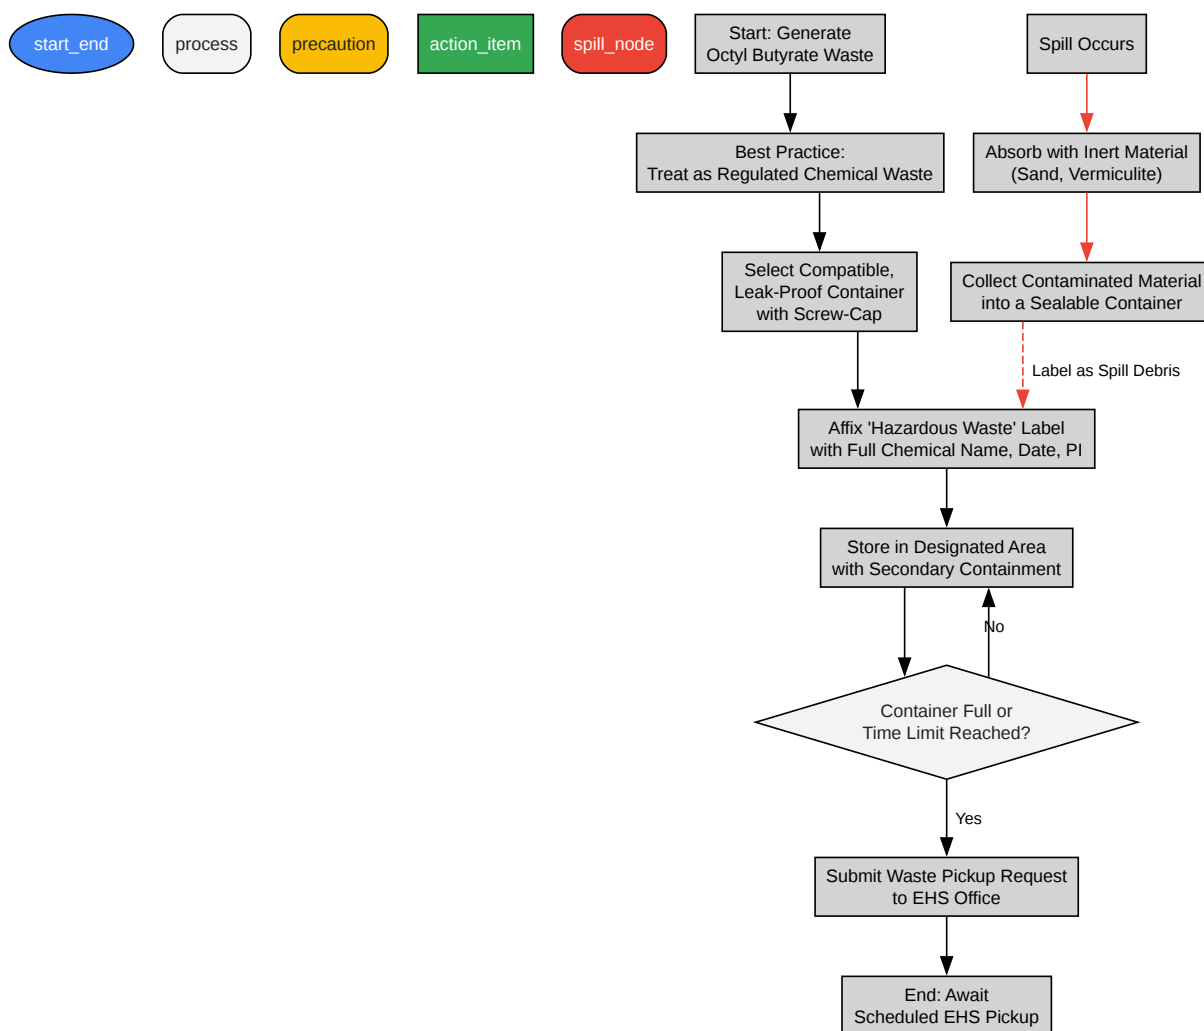 start_end
process
precaution
action_item
spill_node
Start: Generate
Octyl Butyrate Waste
Spill Occurs
Best Practice:
Treat as Regulated Chemical Waste
Absorb with Inert Material
(Sand, Vermiculite)
Select Compatible,
Leak-Proof Container
with Screw-Cap
Collect Contaminated Material
into a Sealable Container
Label as Spill Debris
Affix 'Hazardous Waste' Label
with Full Chemical Name, Date, PI
Store in Designated Area
with Secondary Containment
No
Container Full or
Time Limit Reached?
Yes
Submit Waste Pickup Request
to EHS Office
End: Await
Scheduled EHS Pickup